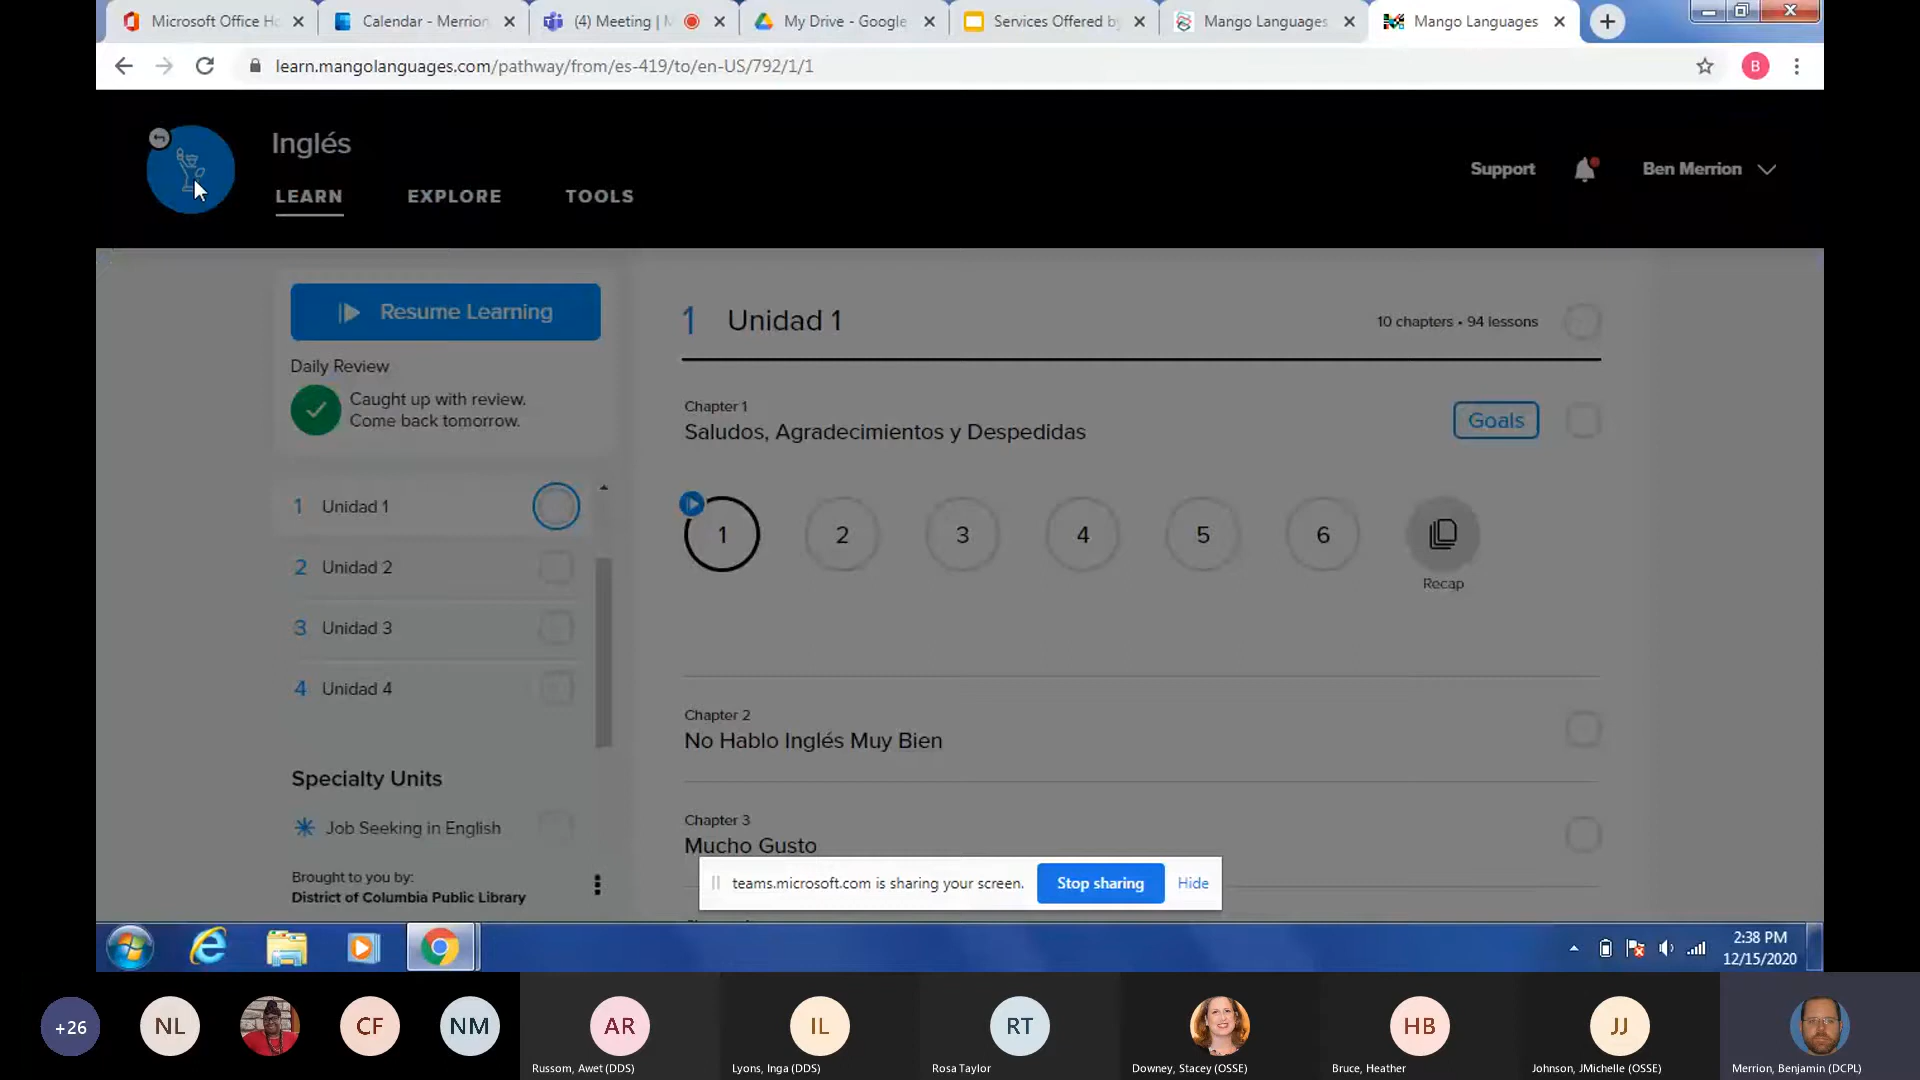 Microsoft Office Ho
Calendar - Merrion
(4) Meeting | M
My Drive - Google
Services Offered by
Mango Languages
Mango Languages
learn.mangolanguages.com/pathway/from/es-419/to/en-US/792/1/1
B
Inglés
LEARN
EXPLORE
TOOLS
Support
Ben Merrion
Resume Learning
Daily Review
Caught up with review.
Come back tomorrow.
1 Unidad 1
2 Unidad 2
3 Unidad 3
4 Unidad 4
Specialty Units
Job Seeking in English
Brought to you by:
District of Columbia Public Library
1 Unidad 1
10 chapters • 94 lessons
Chapter 1
Saludos, Agradecimientos y Despedidas
Goals
1 2 3 4 5 6
Recap
Chapter 2
No Hablo Inglés Muy Bien
Chapter 3
Mucho Gusto
teams.microsoft.com is sharing your screen.
Stop sharing
Hide
2:38 PM
12/15/2020
+26
NL
CF
NM
AR
IL
RT
HB
JJ
Russom, Awet (DDS)
Lyons, Inga (DDS)
Rosa Taylor
Downey, Stacey (OSSE)
Bruce, Heather
Johnson, JMichelle (OSSE)
Merrion, Benjamin (DCPL)